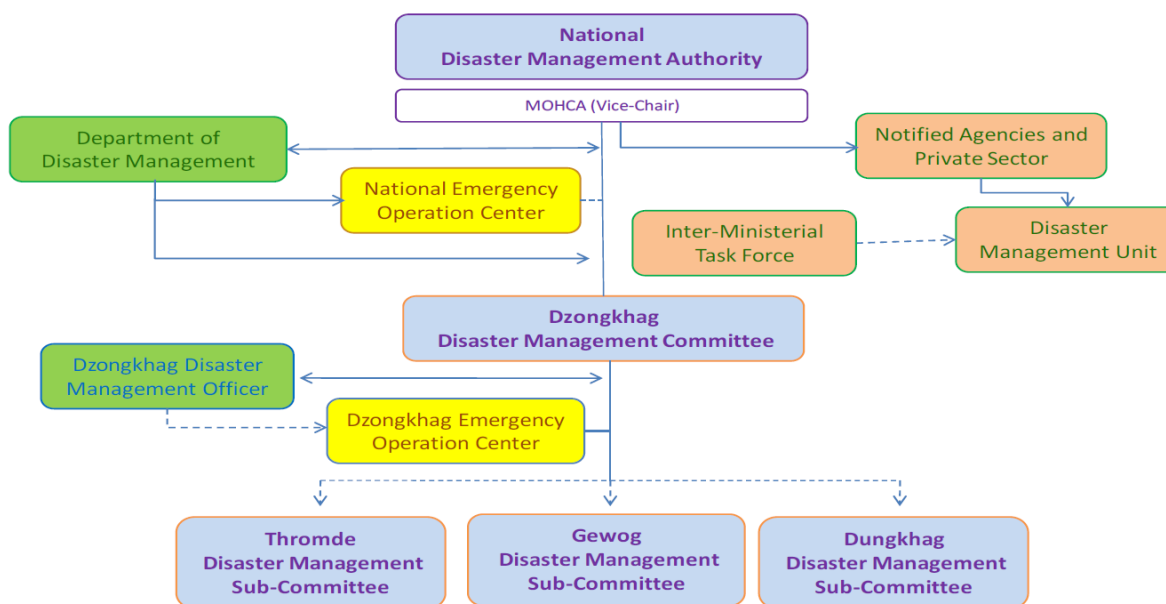 National
Disaster Management Authority
MOHCA (Vice-Chair)
Department of
Disaster Management
Notified Agencies and
Private Sector
National Emergency
Operation Center
Inter-Ministerial
Task Force
Disaster
Management Unit
Dzongkhag
Disaster Management Committee
Dzongkhag Disaster
Management Officer
Dzongkhag Emergency
Operation Center
Thromde
Disaster Management
Sub-Committee
Gewog
Disaster Management
Sub-Committee
Dungkhag
Disaster Management
Sub-Committee